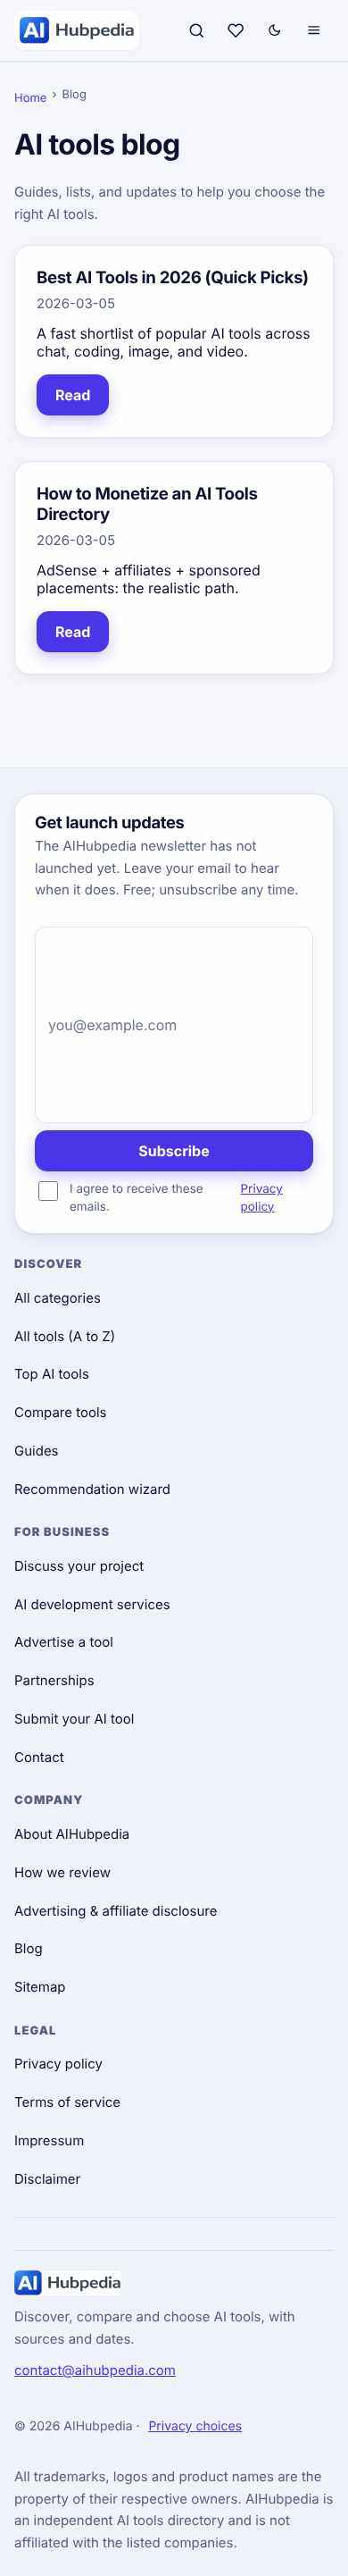 AI Hubpedia
Home › Blog
AI tools blog
Guides, lists, and updates to help you choose the
right AI tools.
Best AI Tools in 2026 (Quick Picks)
2026-03-05
A fast shortlist of popular AI tools across
chat, coding, image, and video.
Read
How to Monetize an AI Tools
Directory
2026-03-05
AdSense + affiliates + sponsored
placements: the realistic path.
Read
Get launch updates
The AIHubpedia newsletter has not
launched yet. Leave your email to hear
when it does. Free; unsubscribe any time.
you@example.com
Subscribe
I agree to receive these
emails.
Privacy
policy
DISCOVER
All categories
All tools (A to Z)
Top AI tools
Compare tools
Guides
Recommendation wizard
FOR BUSINESS
Discuss your project
AI development services
Advertise a tool
Partnerships
Submit your AI tool
Contact
COMPANY
About AIHubpedia
How we review
Advertising & affiliate disclosure
Blog
Sitemap
LEGAL
Privacy policy
Terms of service
Impressum
Disclaimer
AI Hubpedia
Discover, compare and choose AI tools, with
sources and dates.
contact@aihubpedia.com
© 2026 AIHubpedia · Privacy choices
All trademarks, logos and product names are the
property of their respective owners. AIHubpedia is
an independent AI tools directory and is not
affiliated with the listed companies.